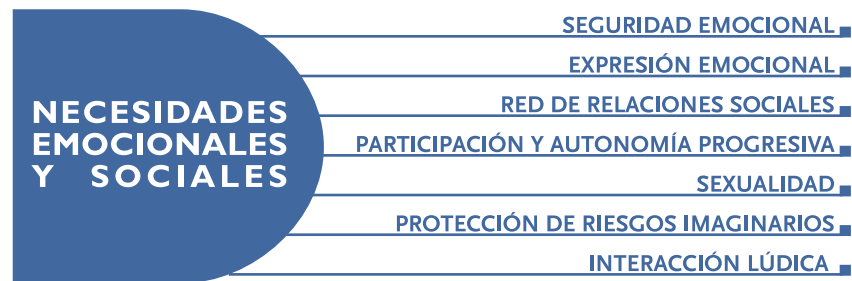 NECESIDADES
EMOCIONALES
Y SOCIALES
SEGURIDAD EMOCIONAL
EXPRESIÓN EMOCIONAL
RED DE RELACIONES SOCIALES
PARTICIPACIÓN Y AUTONOMÍA PROGRESIVA
SEXUALIDAD
PROTECCIÓN DE RIESGOS IMAGINARIOS
INTERACCIÓN LÚDICA